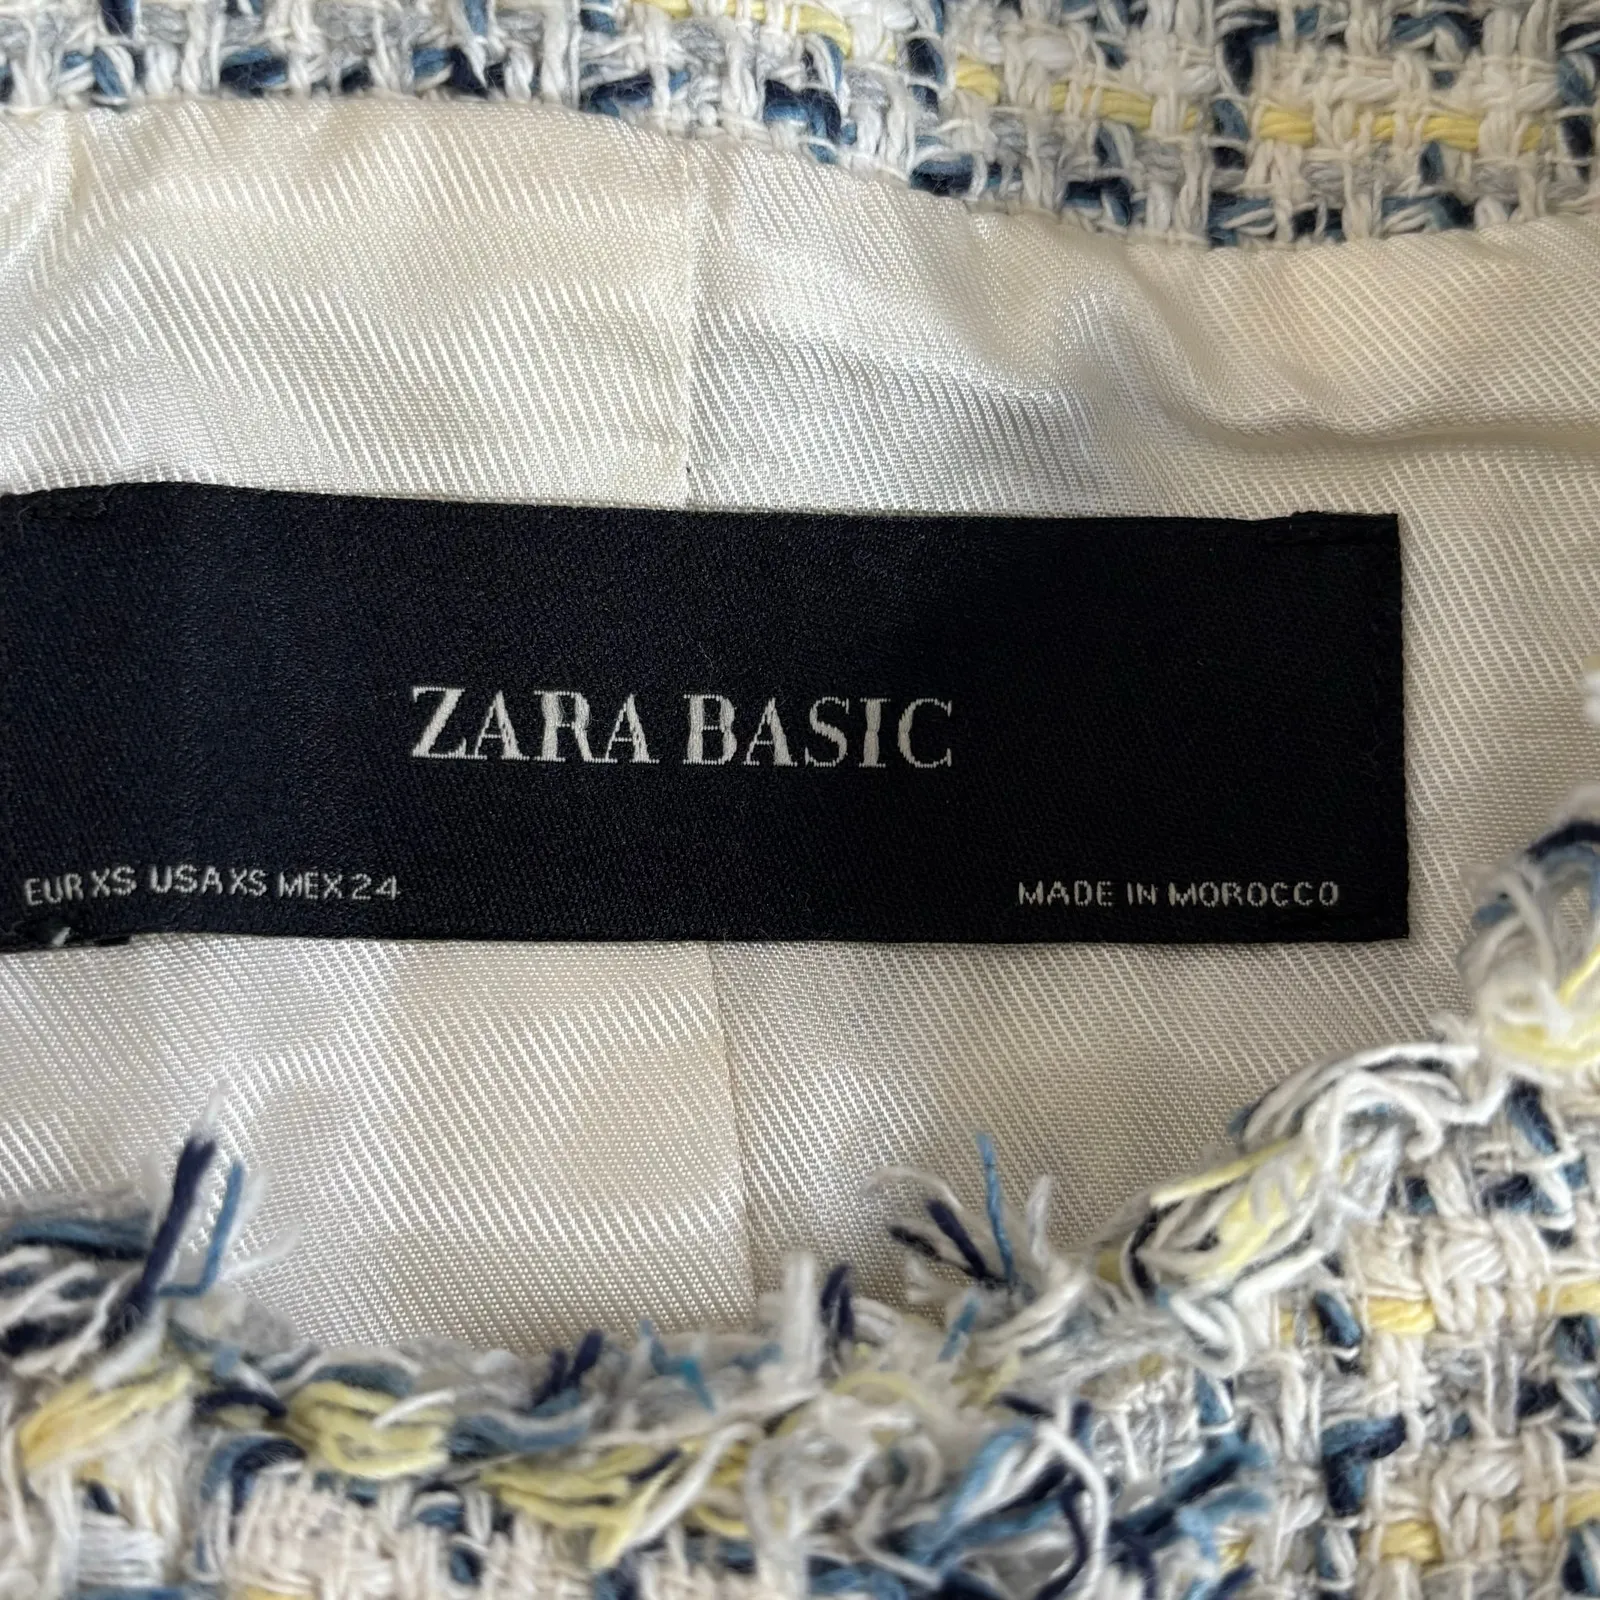 ZARA BASIC
EUR XS USA XS MEX 24
MADE IN MOROCCO